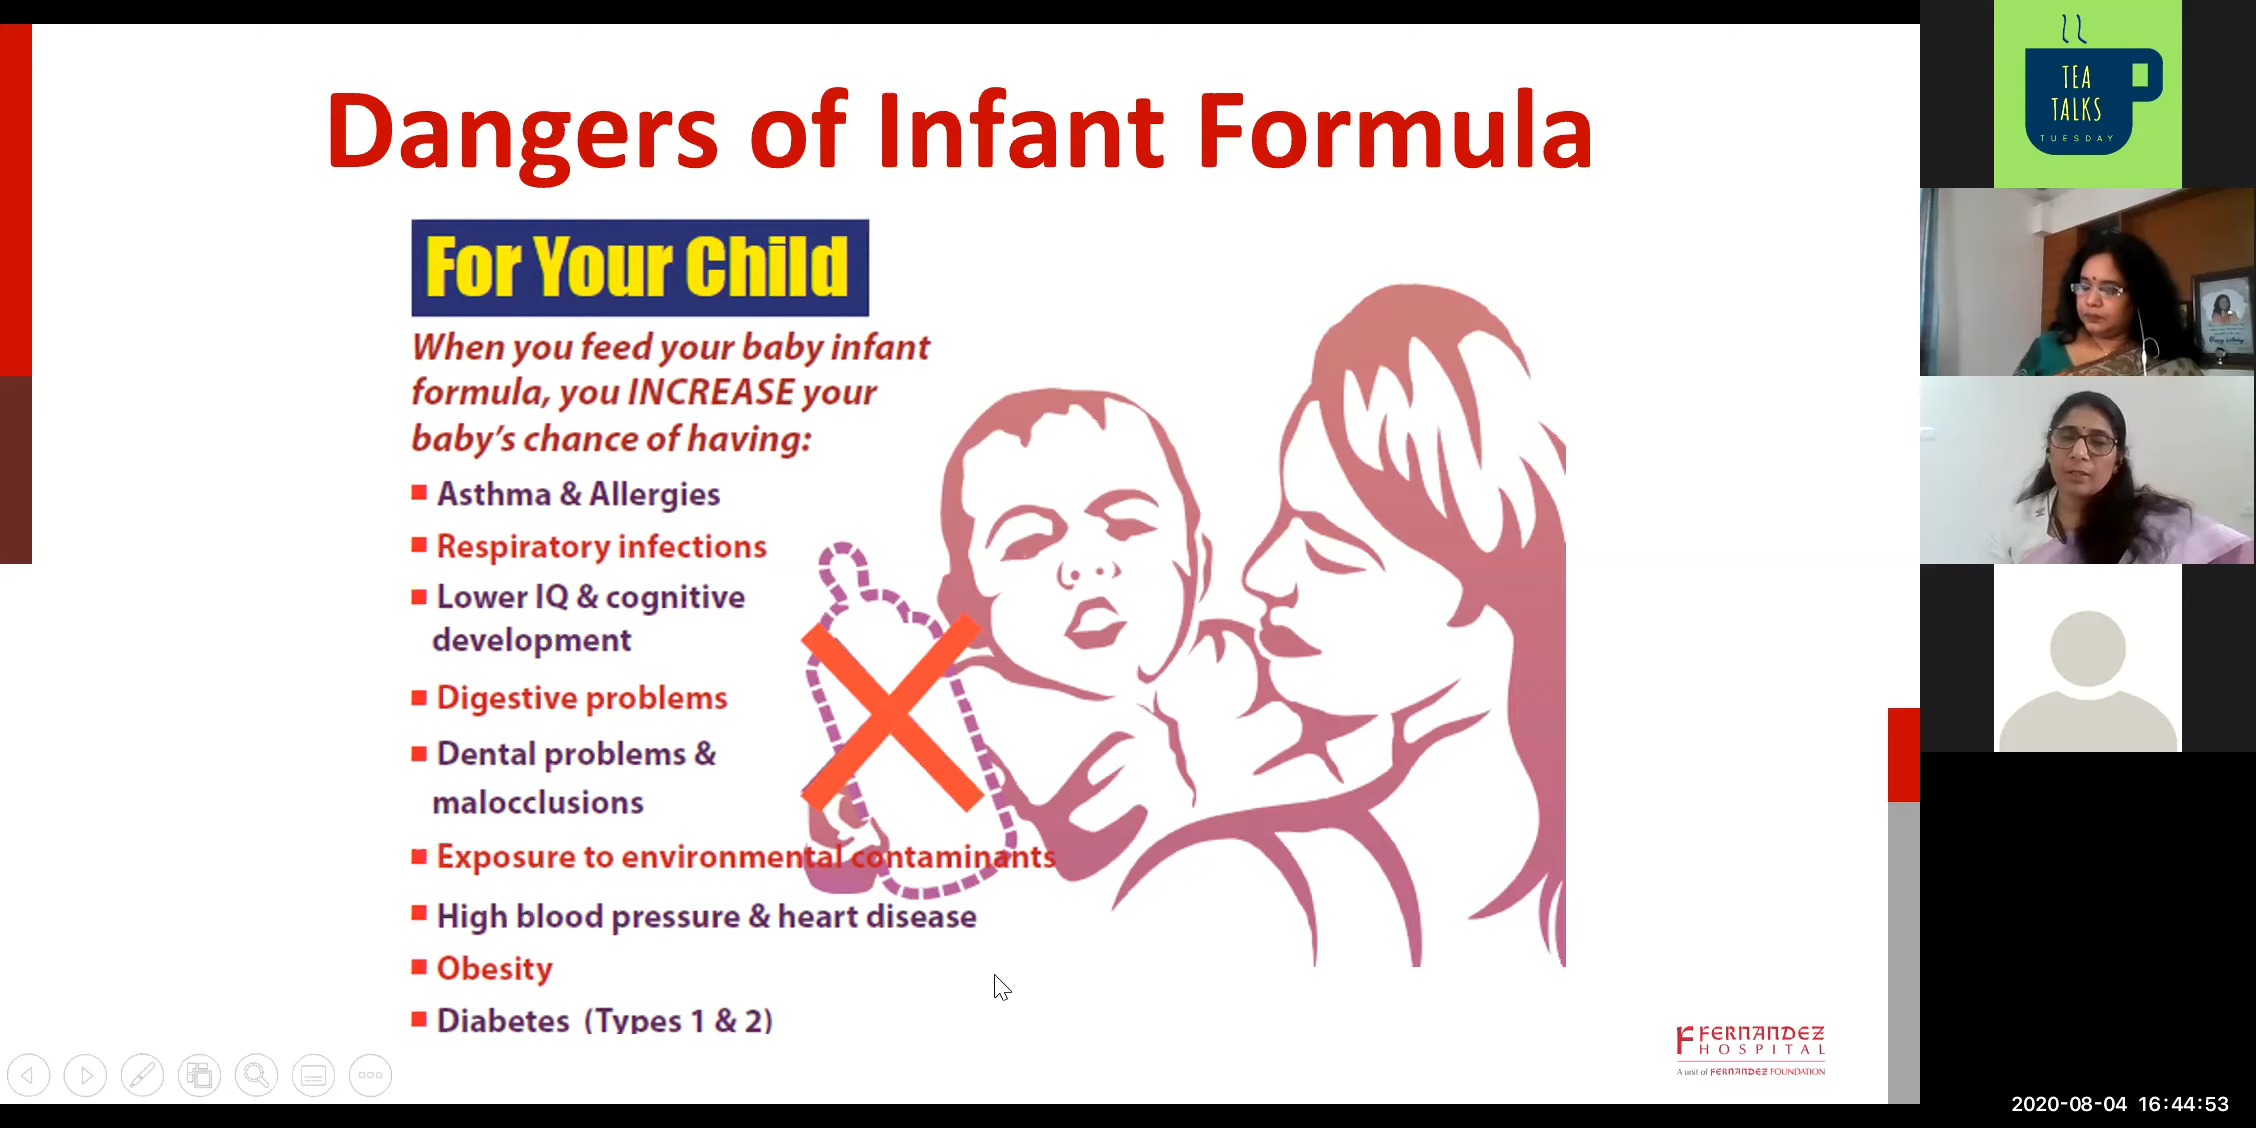 Dangers of Infant Formula
For Your Child
When you feed your baby infant
formula, you INCREASE your
baby's chance of having:
Asthma & Allergies
Respiratory infections
Lower IQ & cognitive
development
Digestive problems
Dental problems &
malocclusions
Exposure to environmental contaminants
High blood pressure & heart disease
Obesity
Diabetes (Types 1 & 2)
FERNANDEZ
HOSPITAL
A unit of FERNANDEZ FOUNDATION
TEA
TALKS
TUESDAY
2020-08-04 16:44:53